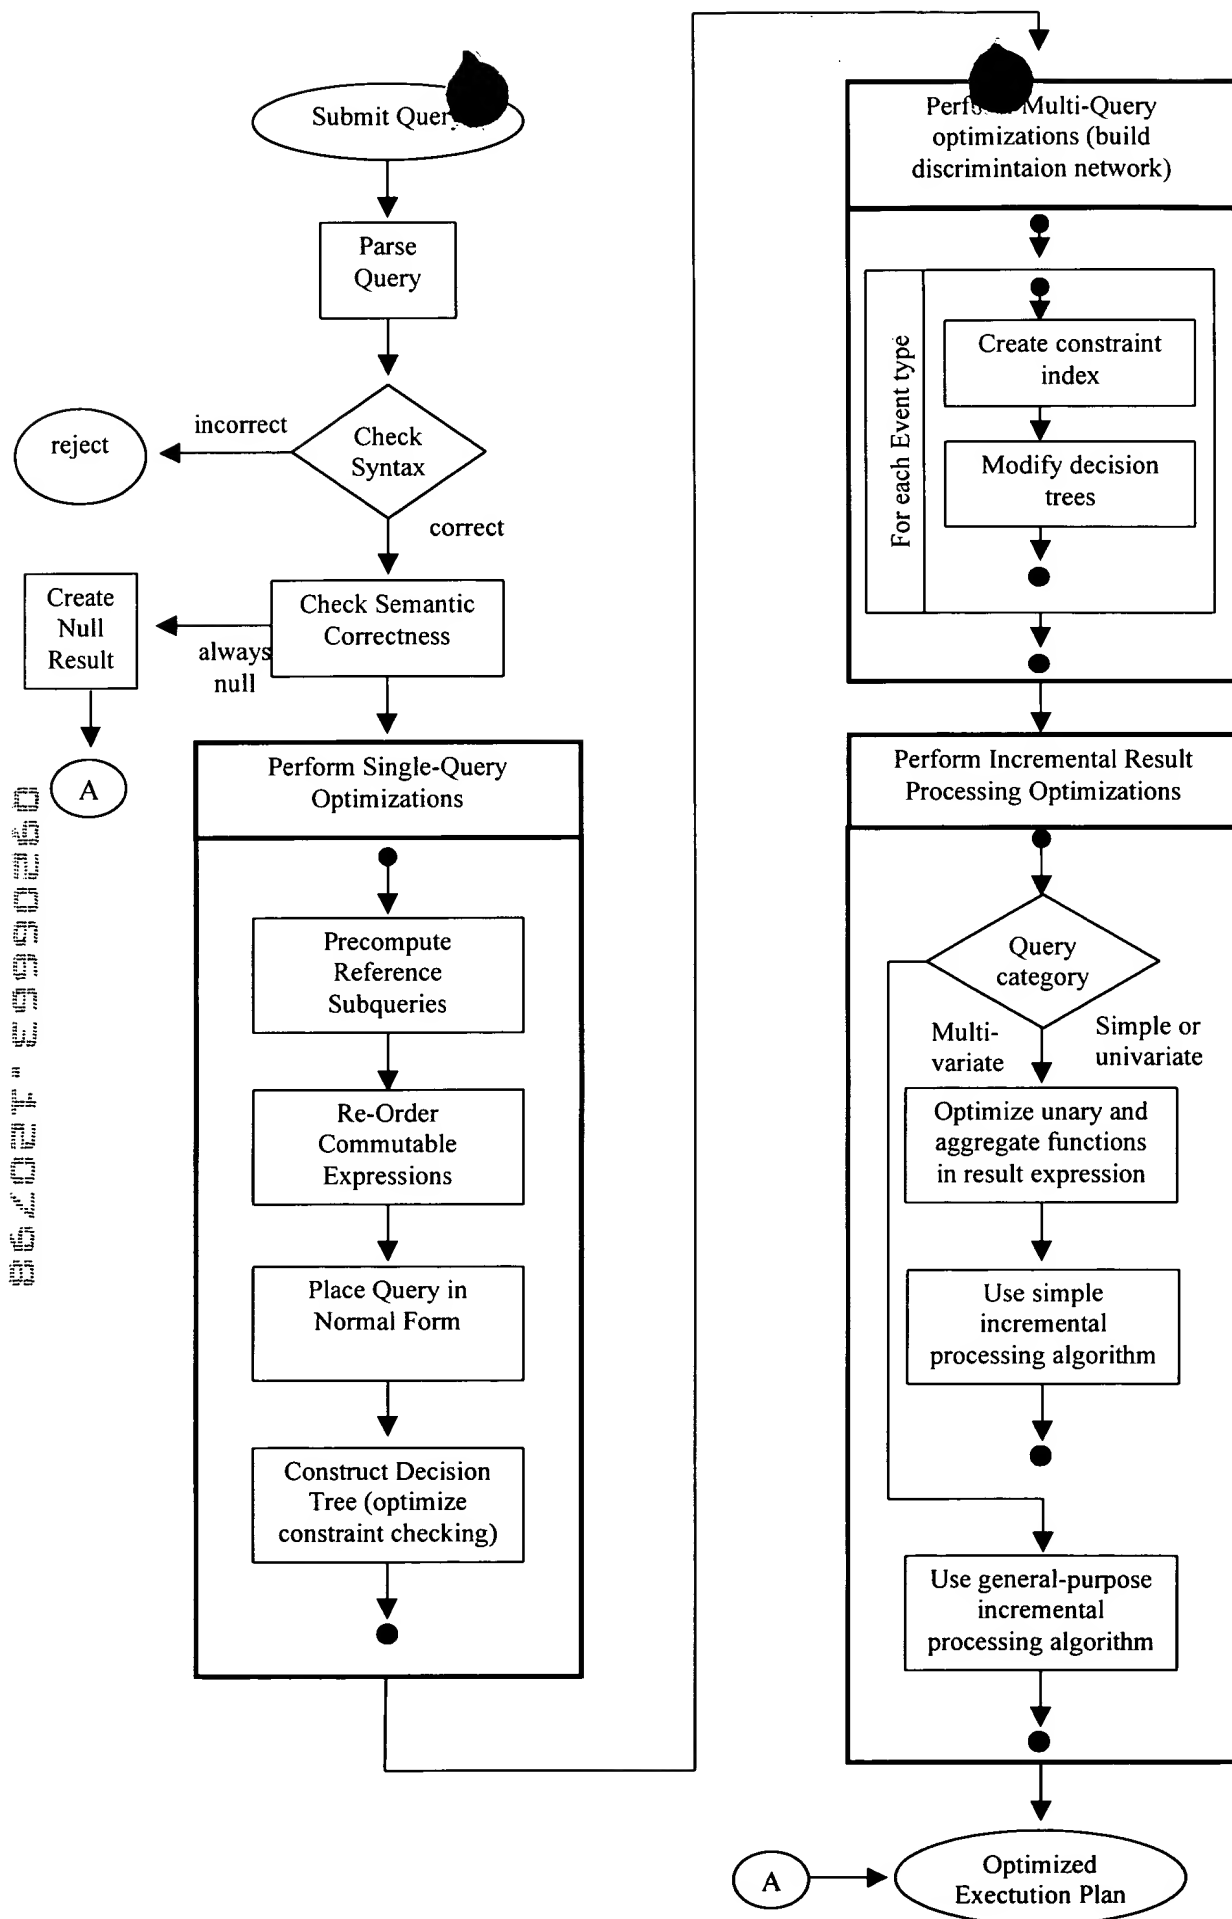 Submit Query
Parse
Query
Check
Syntax
incorrect
reject
correct
Check Semantic
Correctness
always
null
Create
Null
Result
A
Perform Single-Query
Optimizations
Precompute
Reference
Subqueries
Re-Order
Commutable
Expressions
Place Query in
Normal Form
Construct Decision
Tree (optimize
constraint checking)
Perform Multi-Query
optimizations (build
discrimintaion network)
For each Event type
Create constraint
index
Modify decision
trees
Perform Incremental Result
Processing Optimizations
Query
category
Multi-
variate
Simple or
univariate
Optimize unary and
aggregate functions
in result expression
Use simple
incremental
processing algorithm
Use general-purpose
incremental
processing algorithm
A
Optimized
Exectution Plan